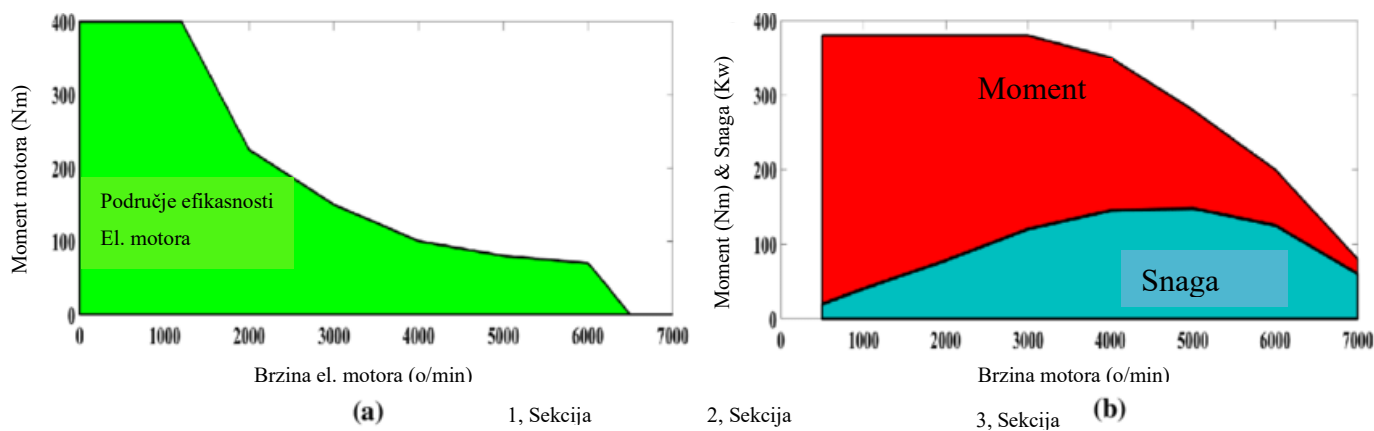 400
300
200
100
0
Moment motora (Nm)
Područje efikasnosti
El. motora
0 1000 2000 3000 4000 5000 6000 7000
Brzina el. motora (o/min)
(a)
400
300
200
100
0
Moment (Nm) & Snaga (Kw)
Moment
Snaga
0 1000 2000 3000 4000 5000 6000 7000
Brzina motora (o/min)
(b)
1, Sekcija
2, Sekcija
3, Sekcija